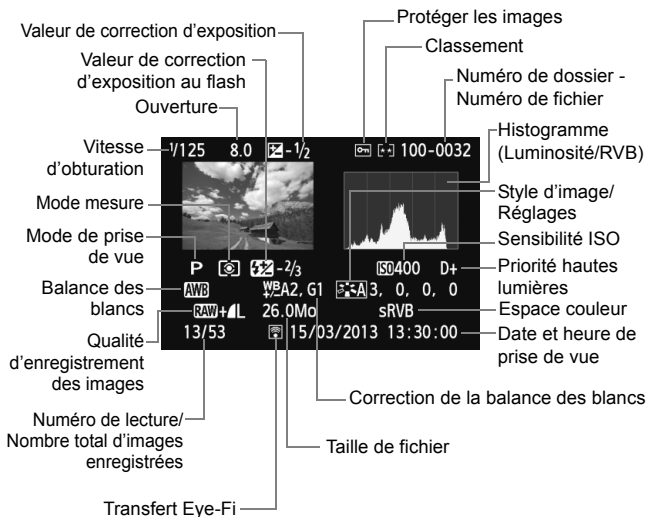 Valeur de correction d'exposition
Protéger les images
Valeur de correction
d'exposition au flash
Classement
Ouverture
Numéro de dossier -
Numéro de fichier
Vitesse
d'obturation
Histogramme
(Luminosité/RVB)
1/125 8.0 -1/2 100-0032
Mode mesure
Style d'image/
Réglages
Mode de prise
de vue
Sensibilité ISO
P -2/3 ISO400 D+
Priorité hautes
lumières
Balance des
blancs
AWB WB A2, G1 A 3, 0, 0, 0
RAW+L 26.0Mo sRVB
Espace couleur
Qualité
d'enregistrement
des images
13/53 15/03/2013 13:30:00
Date et heure de
prise de vue
Correction de la balance des blancs
Numéro de lecture/
Nombre total d'images
enregistrées
Taille de fichier
Transfert Eye-Fi